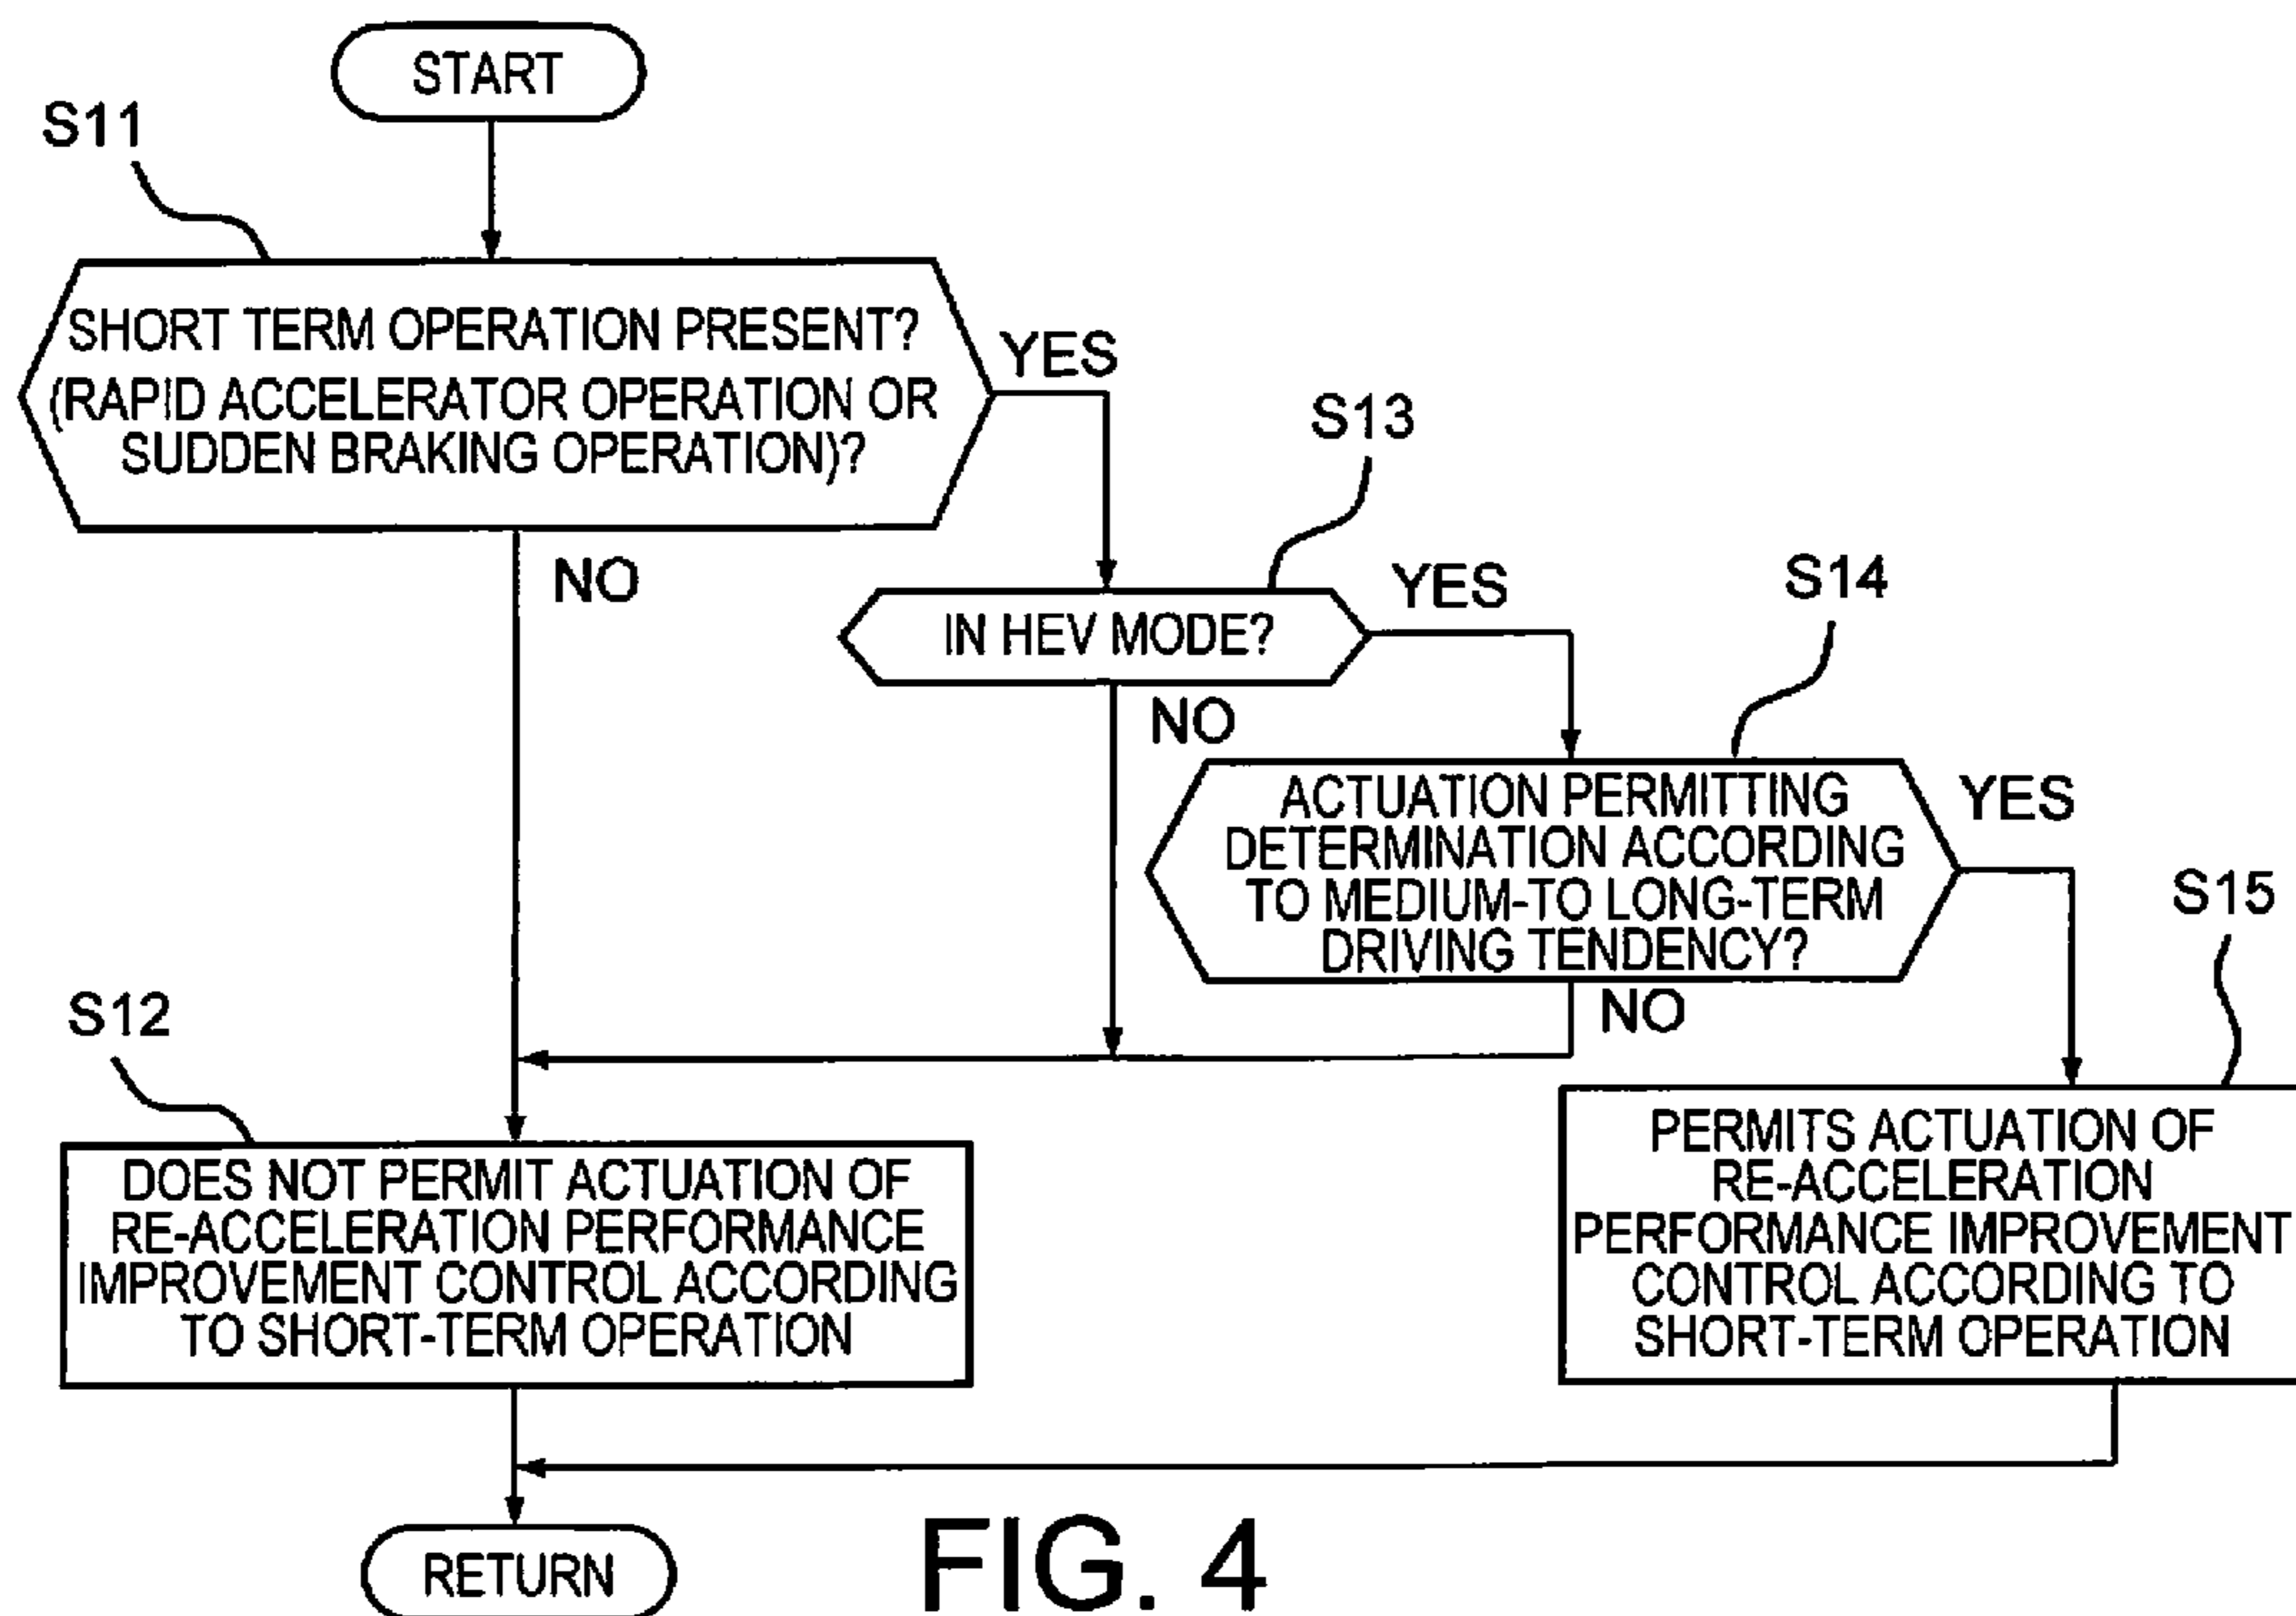 START
S11
SHORT TERM OPERATION PRESENT?
(RAPID ACCELERATOR OPERATION OR
SUDDEN BRAKING OPERATION)?
YES
NO
S13
IN HEV MODE?
YES
NO
S14
ACTUATION PERMITTING
DETERMINATION ACCORDING
TO MEDIUM-TO LONG-TERM
DRIVING TENDENCY?
YES
NO
S12
DOES NOT PERMIT ACTUATION OF
RE-ACCELERATION PERFORMANCE
IMPROVEMENT CONTROL ACCORDING
TO SHORT-TERM OPERATION
S15
PERMITS ACTUATION OF
RE-ACCELERATION
PERFORMANCE IMPROVEMENT
CONTROL ACCORDING TO
SHORT-TERM OPERATION
RETURN
FIG. 4